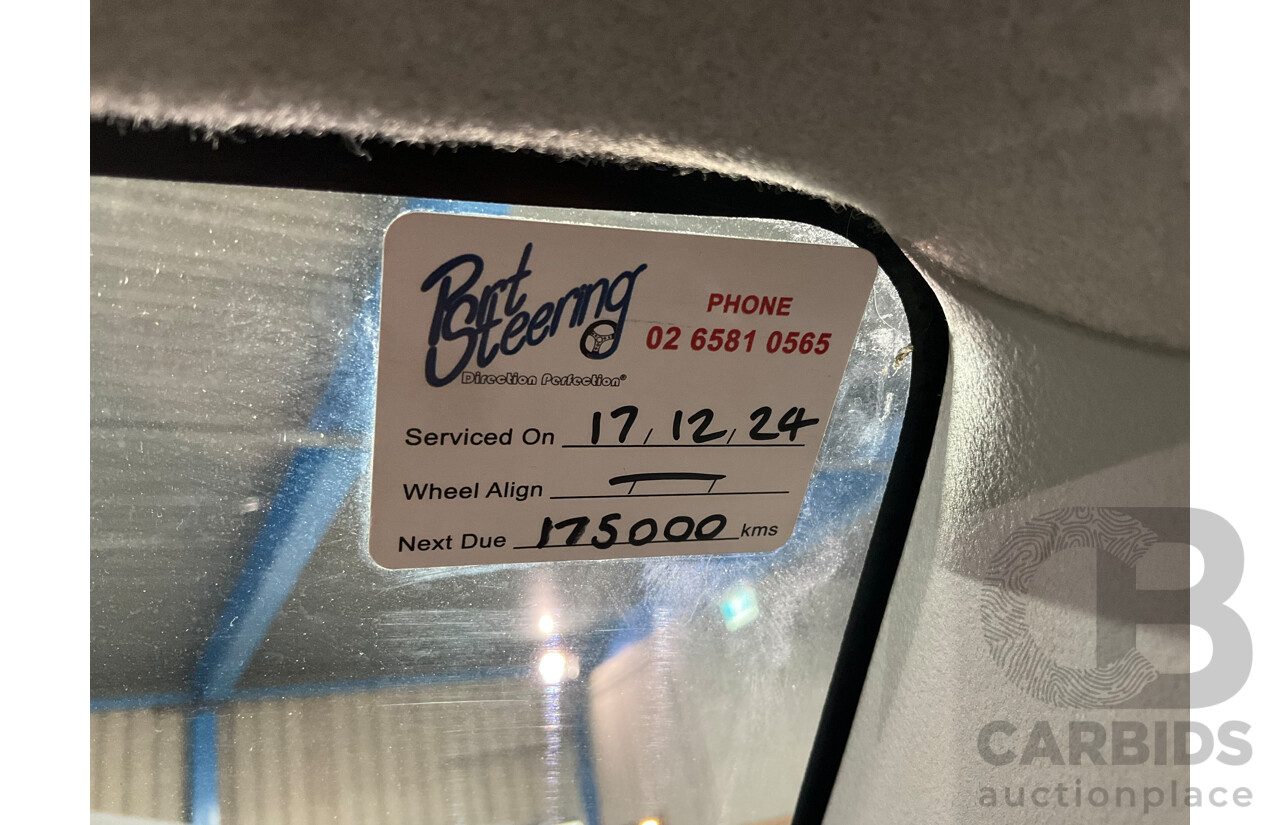 Port
Steering
Direction Perfection®
PHONE
02 6581 0565
Serviced On 17/12/24
Wheel Align / /
Next Due 175000 kms
CB
CARBIDS
auctionplace